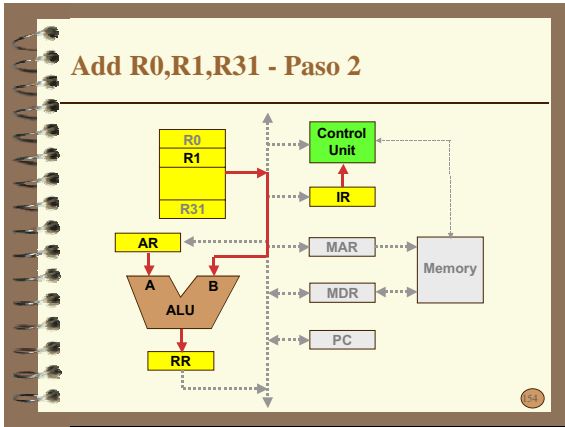 Add R0,R1,R31 - Paso 2
R0
R1
R31
Control
Unit
IR
AR
MAR
Memory
A
B
MDR
ALU
PC
RR
154